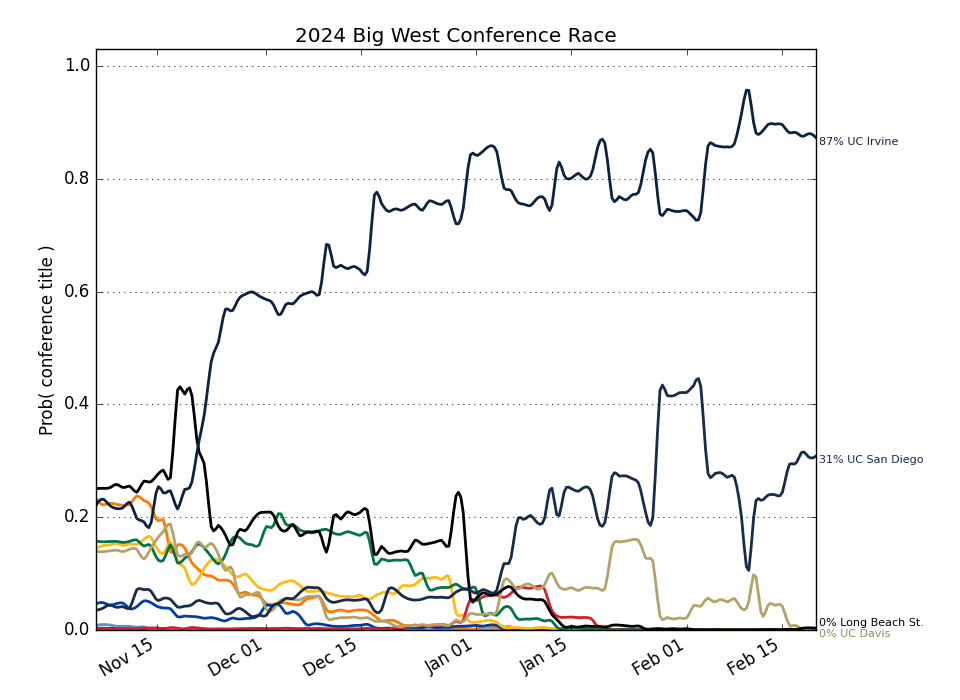 2024 Big West Conference Race
Prob( conference title )
1.0
0.8
0.6
0.4
0.2
0.0
87% UC Irvine
31% UC San Diego
0% Long Beach St.
0% UC Davis
Nov 15
Dec 01
Dec 15
Jan 01
Jan 15
Feb 01
Feb 15